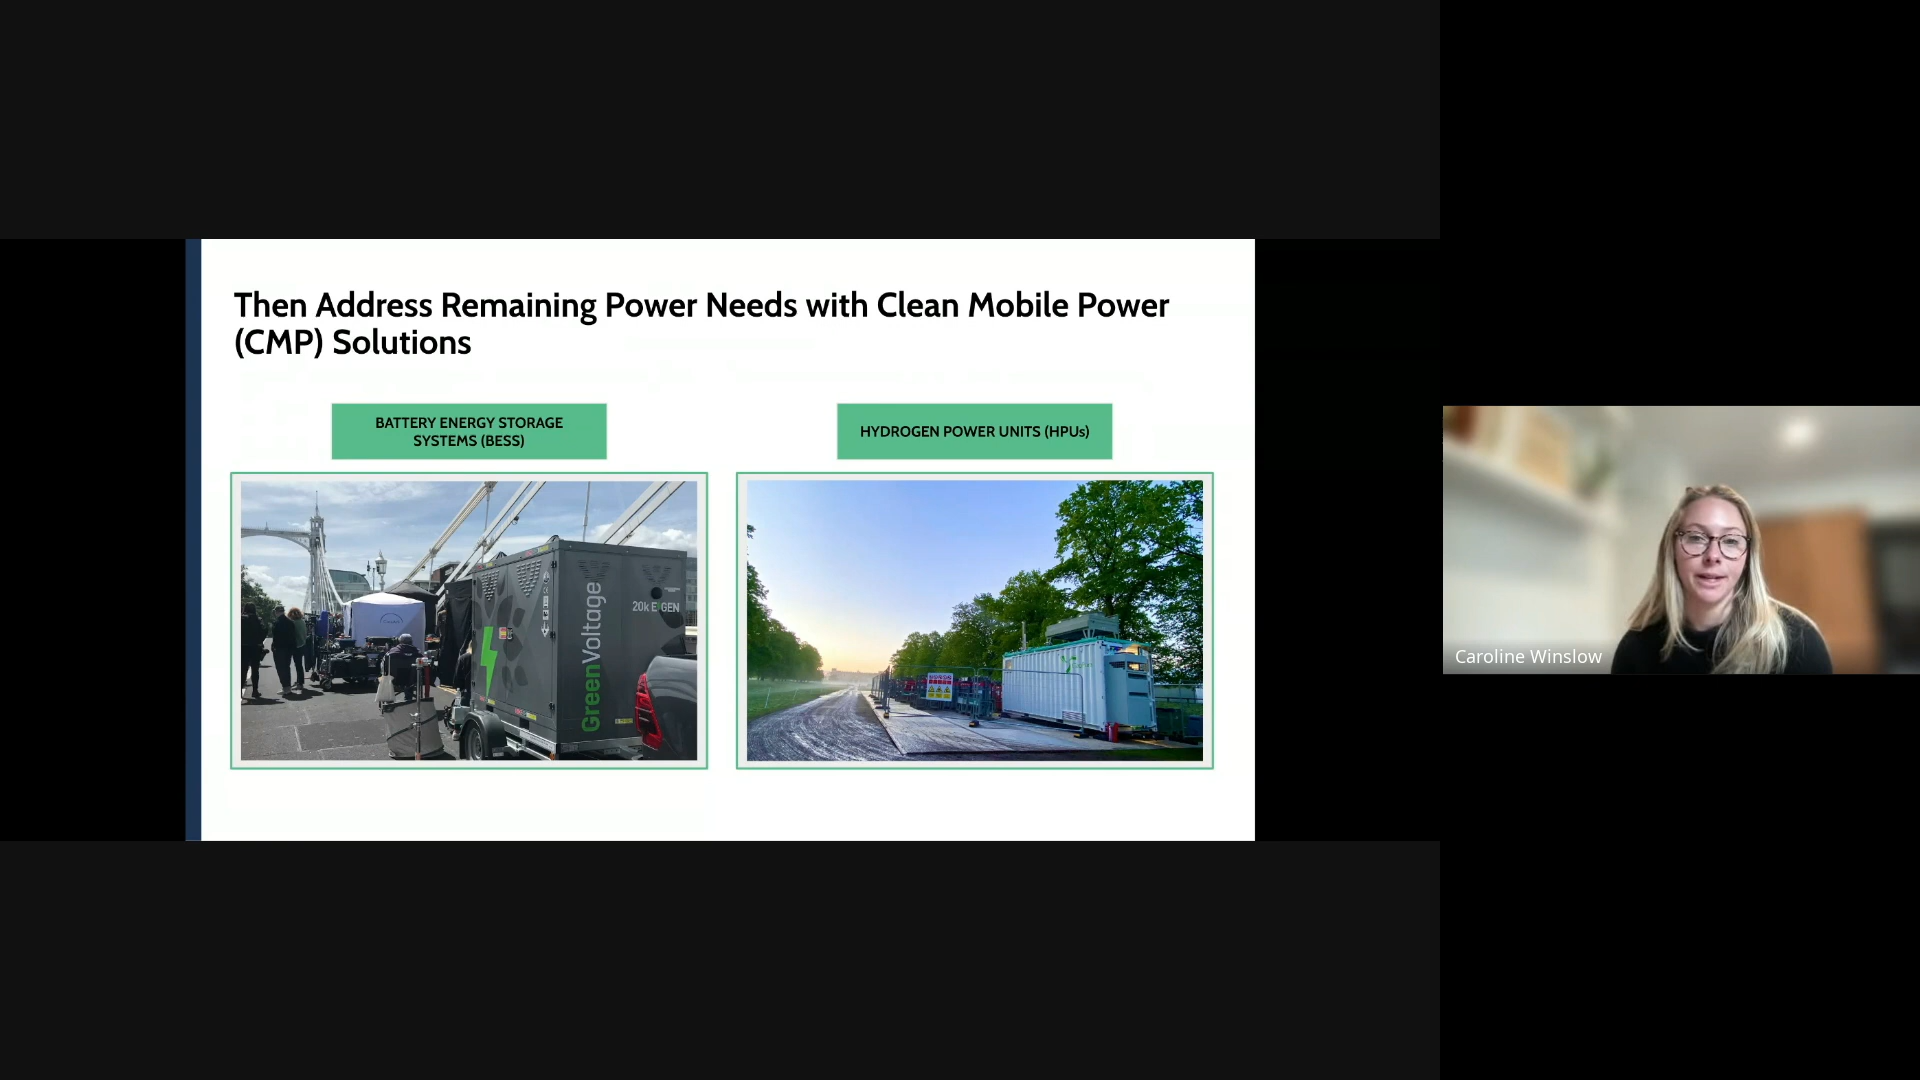 Then Address Remaining Power Needs with Clean Mobile Power
(CMP) Solutions
BATTERY ENERGY STORAGE
SYSTEMS (BESS)
HYDROGEN POWER UNITS (HPUs)
GreenVoltage
20k E-GEN
Caroline Winslow